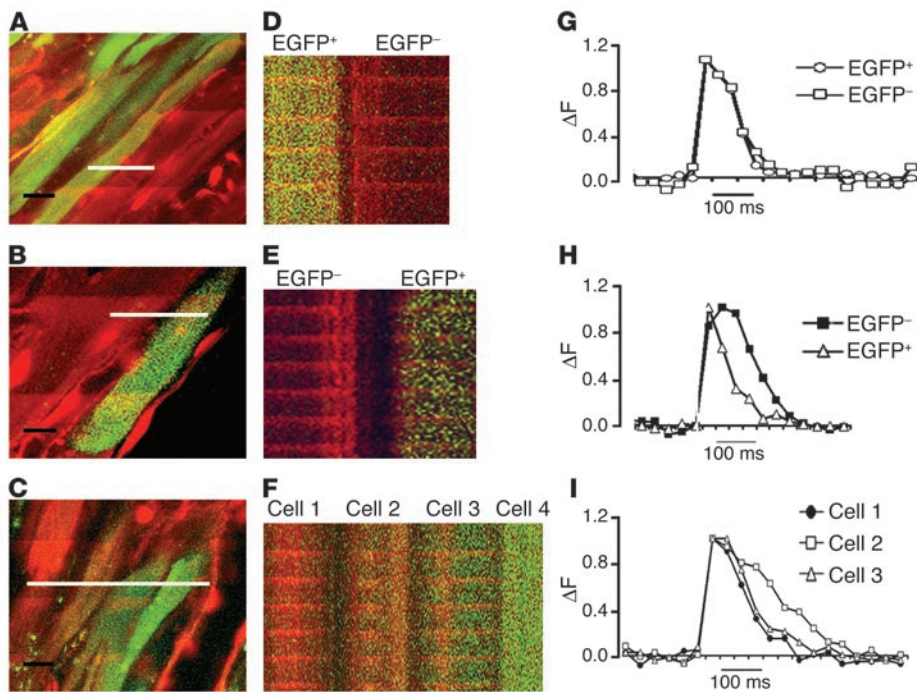 A
D
EGFP+ EGFP−
G
1.2
0.8
0.4
0.0
ΔF
EGFP+
EGFP−
100 ms
B
E
EGFP− EGFP+
H
1.2
0.8
0.4
0.0
ΔF
EGFP−
EGFP+
100 ms
C
F
Cell 1 Cell 2 Cell 3 Cell 4
I
1.2
0.8
0.4
0.0
ΔF
Cell 1
Cell 2
Cell 3
100 ms